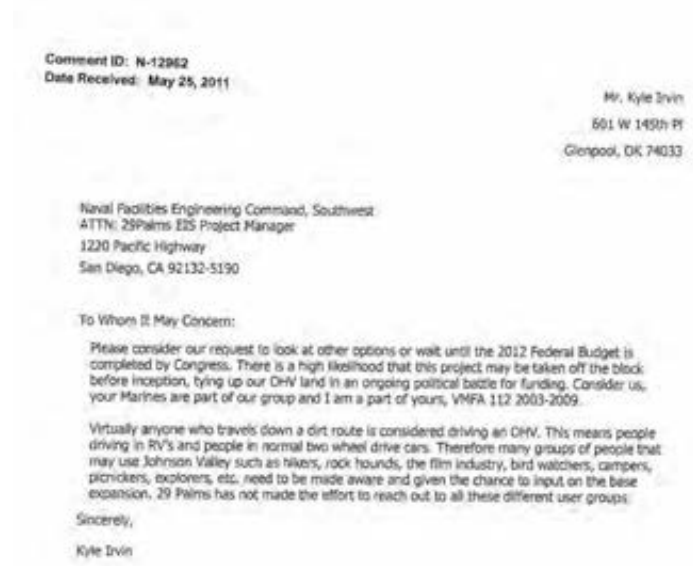 Comment ID: N-12962
Date Received: May 25, 2011
Mr. Kyle Irvin
601 W 145th Pl
Glenpool, OK 74033
Naval Facilities Engineering Command, Southwest
ATTN: 29Palms EIS Project Manager
1220 Pacific Highway
San Diego, CA 92132-5190
To Whom It May Concern:
Please consider our request to look at other options or wait until the 2012 Federal Budget is
completed by Congress. There is a high likelihood that this project may be taken off the block
before inception, tying up our OHV land in an ongoing political battle for funding. Consider us,
your Marines are part of our group and I am a part of yours, VMFA 112 2003-2009.
Virtually anyone who travels down a dirt route is considered driving an OHV. This means people
driving in RV's and people in normal two wheel drive cars. Therefore many groups of people that
may use Johnson Valley such as hikers, rock hounds, the film industry, bird watchers, campers,
picnickers, explorers, etc. need to be made aware and given the chance to input on the base
expansion. 29 Palms has not made the effort to reach out to all these different user groups.
Sincerely,
Kyle Irvin